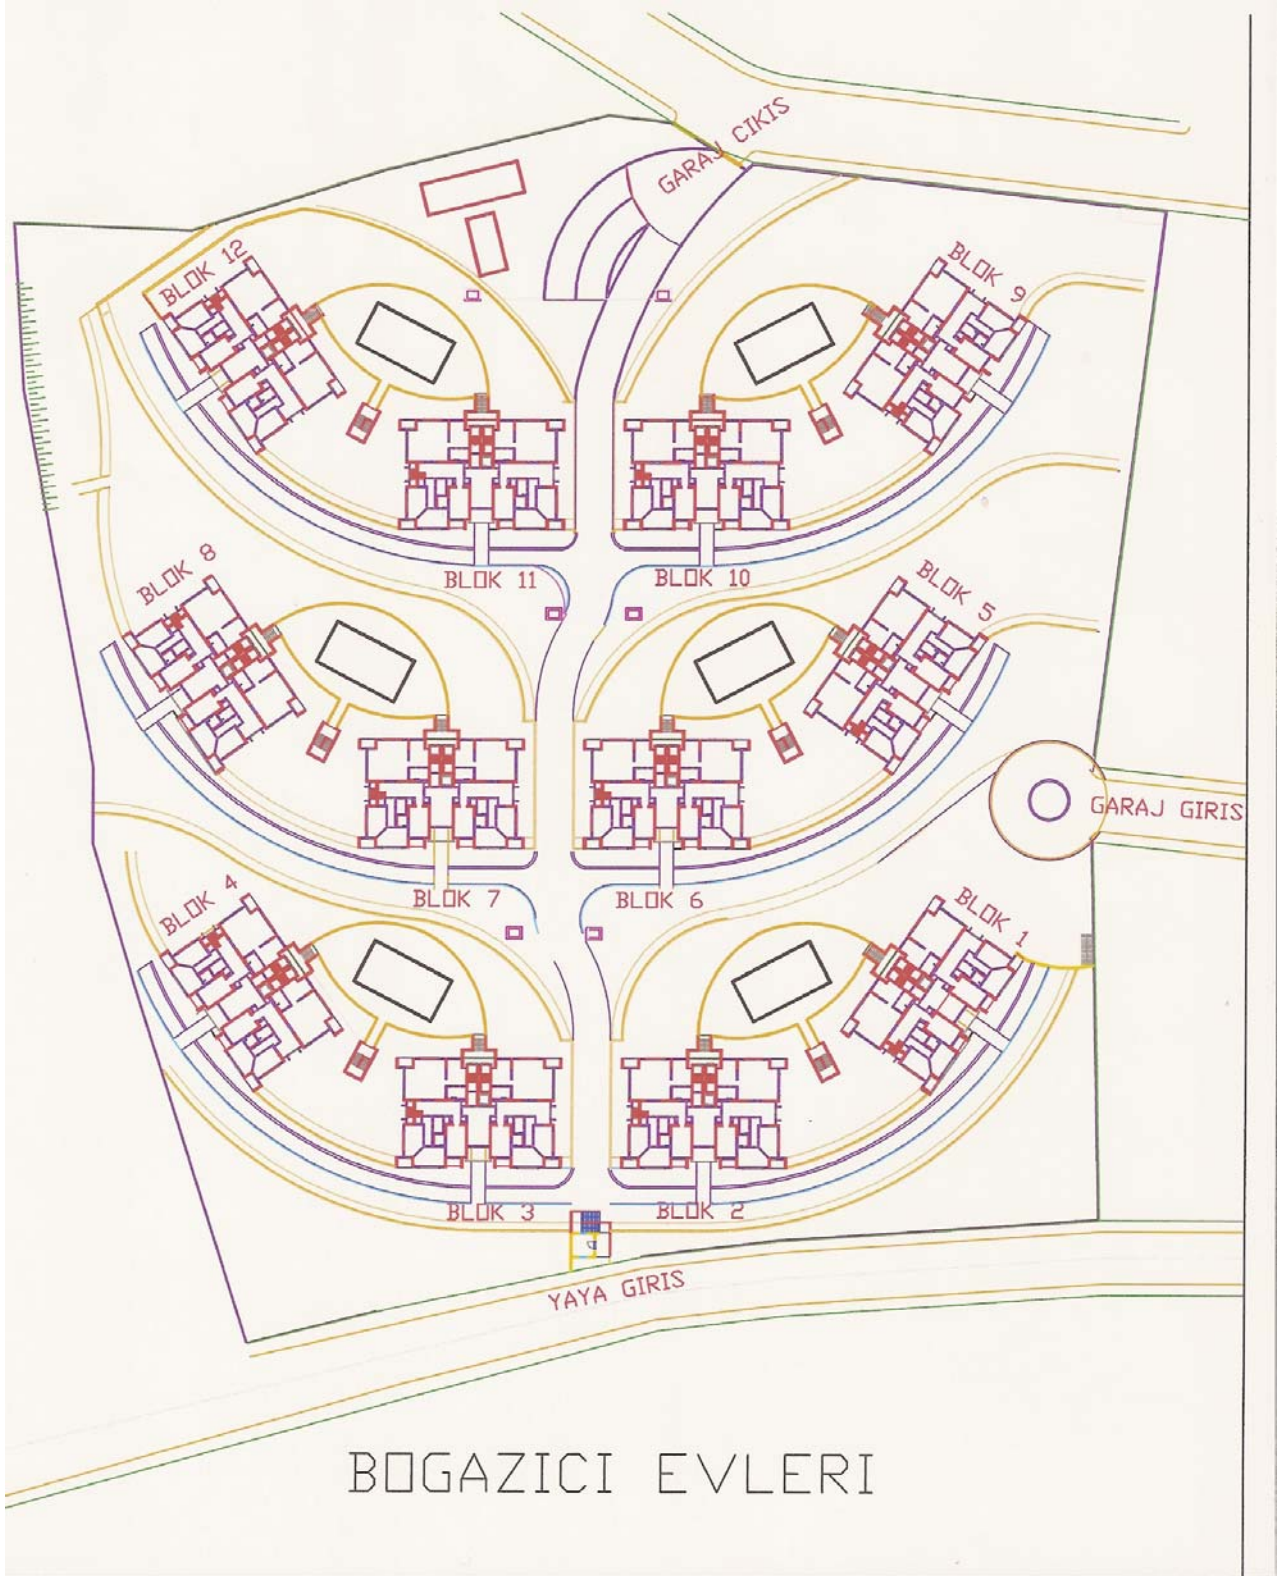 GARAJ CIKIS
BLOK 12
BLOK 9
BLOK 11
BLOK 10
BLOK 8
BLOK 5
GARAJ GIRIS
BLOK 7
BLOK 6
BLOK 4
BLOK 1
BLOK 3
BLOK 2
YAYA GIRIS
BOGAZICI EVLERI